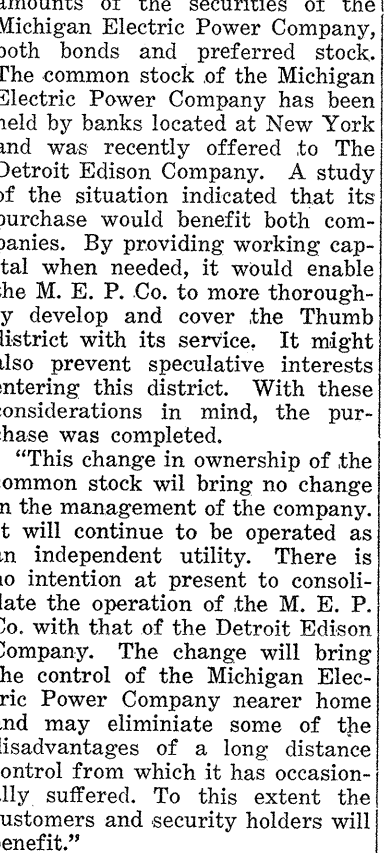 amounts of the securities of the
Michigan Electric Power Company,
both bonds and preferred stock.
The common stock of the Michigan
Electric Power Company has been
held by banks located at New York
and was recently offered to The
Detroit Edison Company. A study
of the situation indicated that its
purchase would benefit both com-
panies. By providing working cap-
ital when needed, it would enable
the M. E. P. Co. to more thorough-
ly develop and cover the Thumb
district with its service. It might
also prevent speculative interests
entering this district. With these
considerations in mind, the pur-
chase was completed.
“This change in ownership of the
common stock wil bring no change
in the management of the company.
It will continue to be operated as
an independent utility. There is
no intention at present to consoli-
date the operation of the M. E. P.
Co. with that of the Detroit Edison
Company. The change will bring
the control of the Michigan Elec-
tric Power Company nearer home
and may eliminiate some of the
disadvantages of a long distance
control from which it has occasion-
ally suffered. To this extent the
customers and security holders will
benefit.”